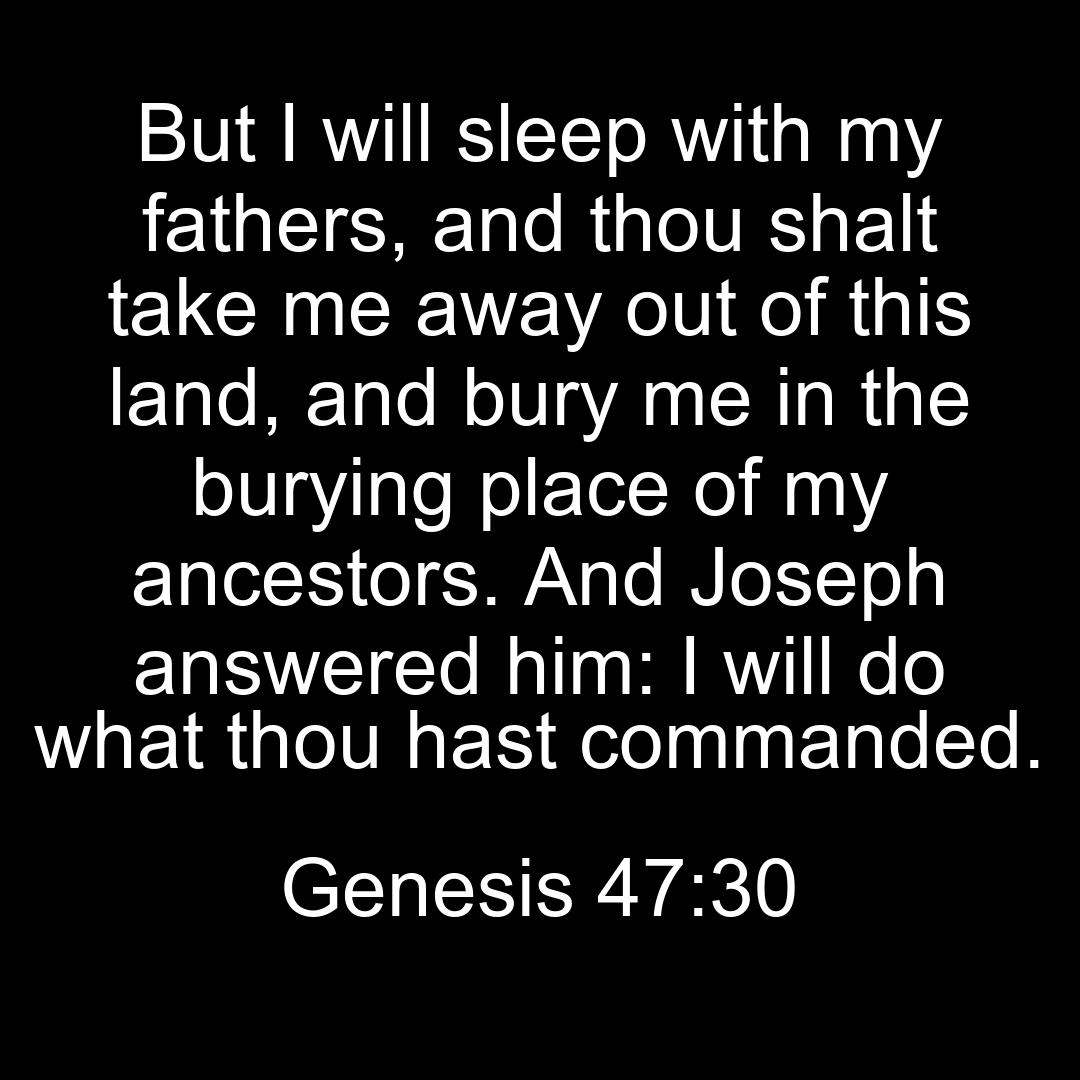 But I will sleep with my
fathers, and thou shalt
take me away out of this
land, and bury me in the
burying place of my
ancestors. And Joseph
answered him: I will do
what thou hast commanded.
Genesis 47:30